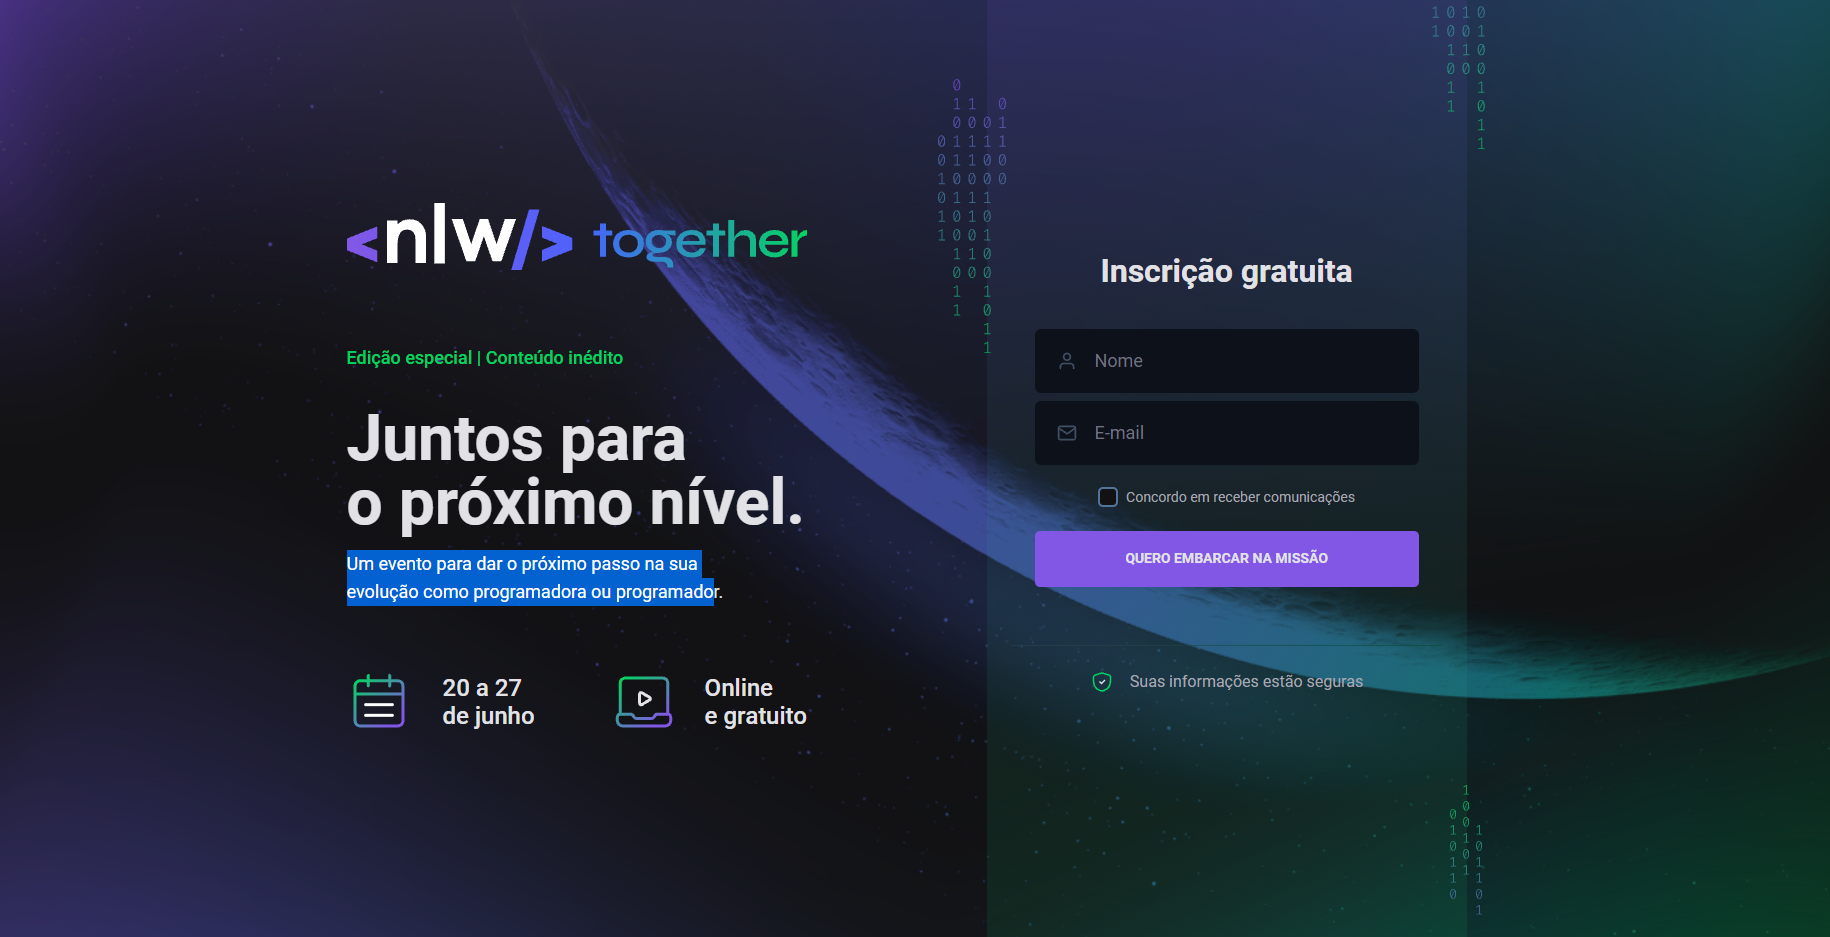 <nlw/> together
Edição especial | Conteúdo inédito
Juntos para
o próximo nível.
Um evento para dar o próximo passo na sua
evolução como programadora ou programador.
20 a 27
de junho
Online
e gratuito
Inscrição gratuita
Nome
E-mail
Concordo em receber comunicações
QUERO EMBARCAR NA MISSÃO
Suas informações estão seguras